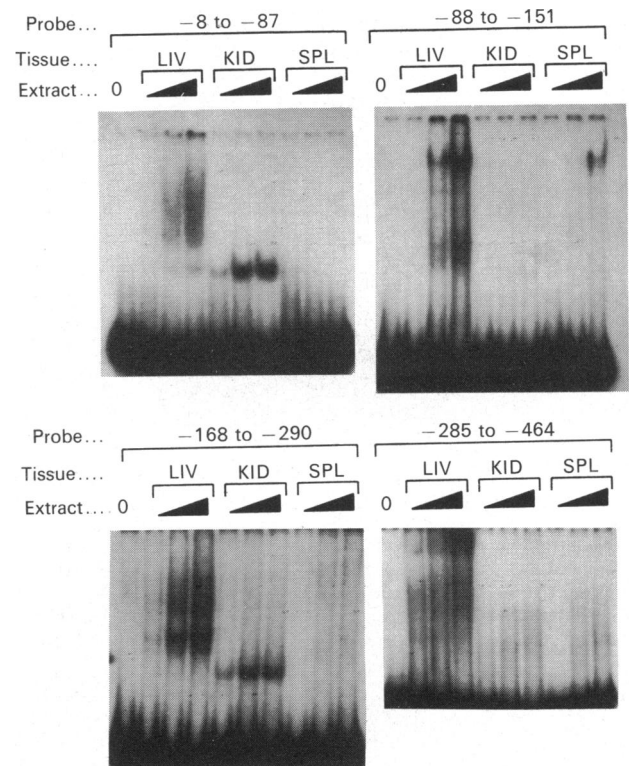 Probe... −8 to −87
Tissue.... LIV KID SPL
Extract... 0
−88 to −151
LIV KID SPL
0
Probe... −168 to −290
Tissue... LIV KID SPL
Extract.... 0
−285 to −464
LIV KID SPL
0